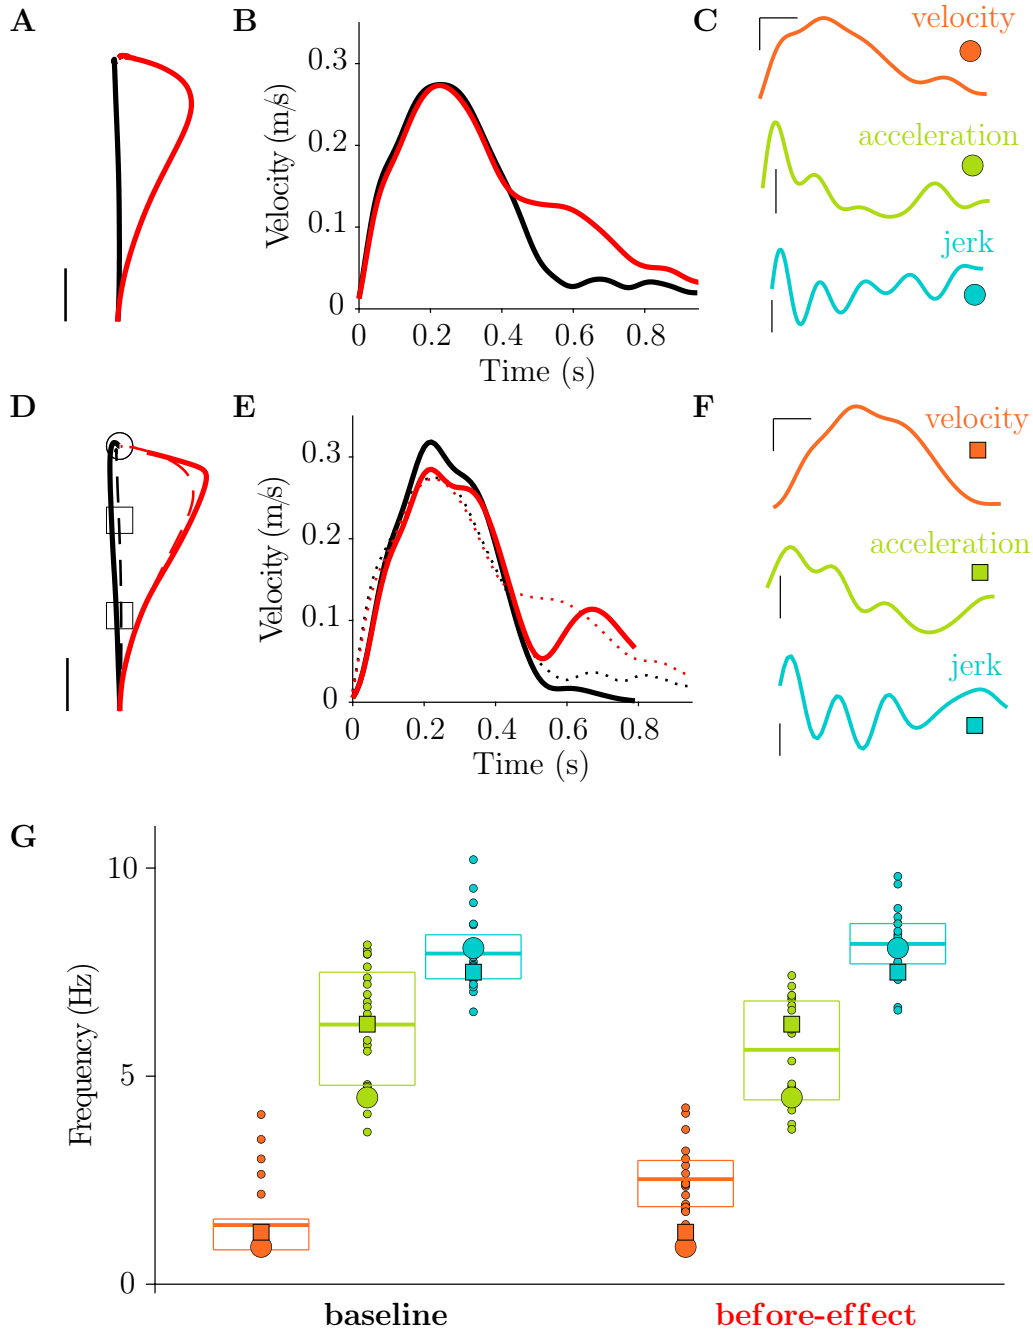 A
B
C
velocity
acceleration
jerk
Velocity (m/s)
0.3
0.2
0.1
0
0
0.2
0.4
0.6
0.8
Time (s)
D
E
F
velocity
acceleration
jerk
Velocity (m/s)
0.3
0.2
0.1
0
0
0.2
0.4
0.6
0.8
Time (s)
G
Frequency (Hz)
10
5
0
baseline
before-effect